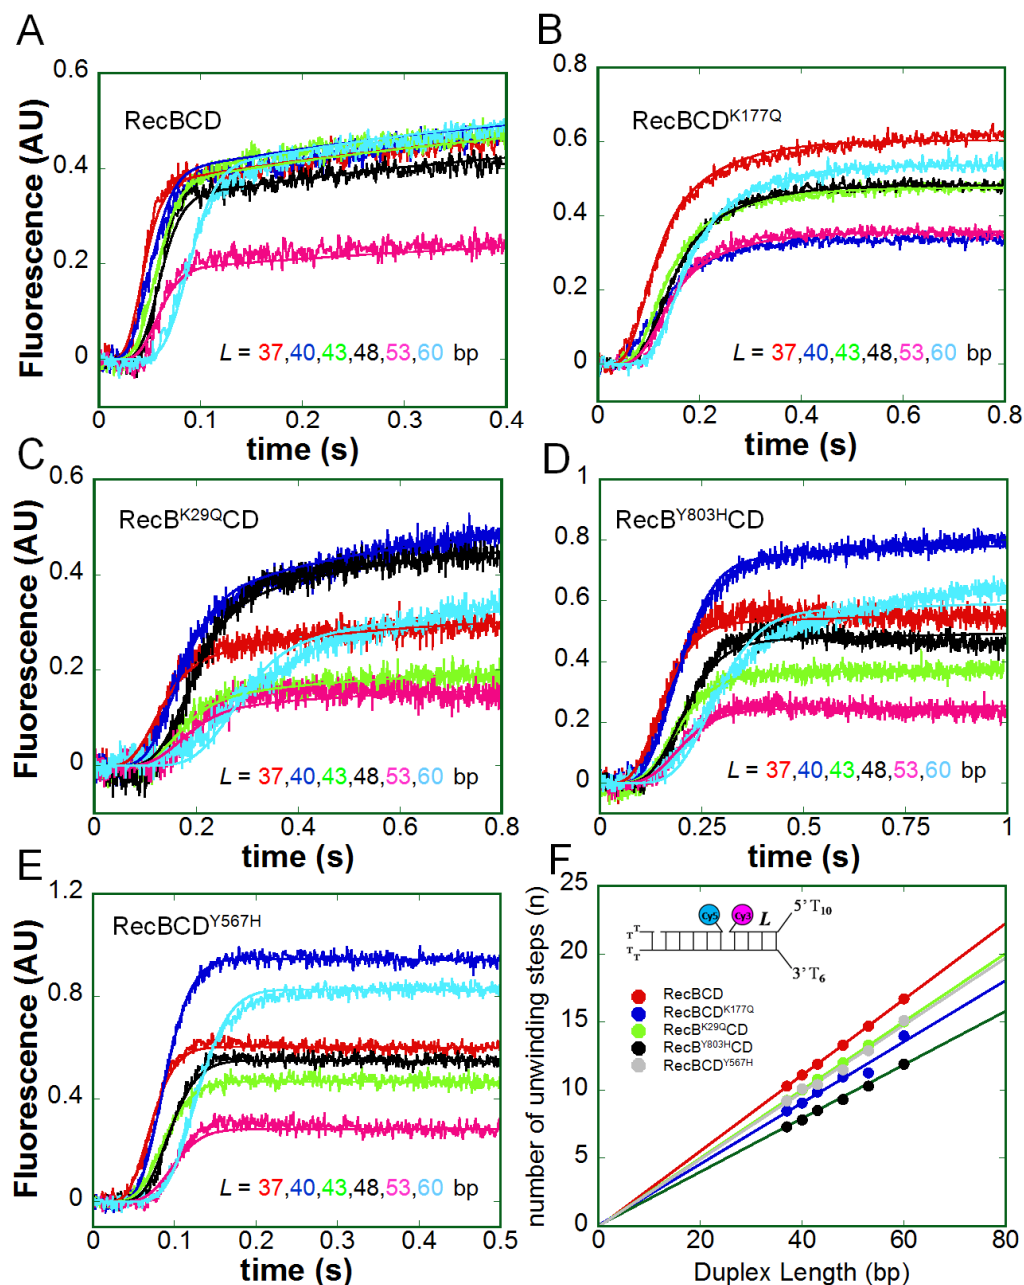 A
Fluorescence (AU)
0.6
0.4
0.2
0
RecBCD
L = 37,40,43,48,53,60 bp
0 0.1 0.2 0.3 0.4
time (s)
B
0.8
0.6
0.4
0.2
0
RecBCDK177Q
L = 37,40,43,48,53,60 bp
0 0.2 0.4 0.6 0.8
time (s)
C
Fluorescence (AU)
0.6
0.4
0.2
0
RecBK29QCD
L = 37,40,43,48,53,60 bp
0 0.2 0.4 0.6 0.8
time (s)
D
1
0.8
0.6
0.4
0.2
0
RecBY803HCD
L = 37,40,43,48,53,60 bp
0 0.25 0.5 0.75 1
time (s)
E
Fluorescence (AU)
1.2
0.8
0.4
0
RecBCDY567H
L = 37,40,43,48,53,60 bp
0 0.1 0.2 0.3 0.4 0.5
time (s)
F
number of unwinding steps (n)
25
20
15
10
5
0
Cy5 Cy3 L 5'T10
T T
T T
3'T6
RecBCD
RecBCDK177Q
RecBK29QCD
RecBY803HCD
RecBCDY567H
0 20 40 60 80
Duplex Length (bp)